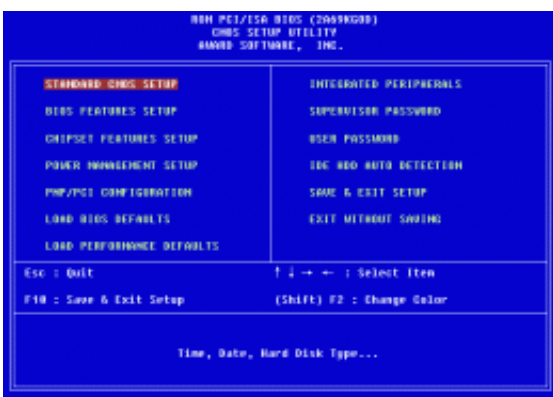 ROM PCI/ISA BIOS (2A69KG0D)
CMOS SETUP UTILITY
AWARD SOFTWARE, INC.
STANDARD CMOS SETUP
BIOS FEATURES SETUP
CHIPSET FEATURES SETUP
POWER MANAGEMENT SETUP
PNP/PCI CONFIGURATION
LOAD BIOS DEFAULTS
LOAD PERFORMANCE DEFAULTS
INTEGRATED PERIPHERALS
SUPERVISOR PASSWORD
USER PASSWORD
IDE HDD AUTO DETECTION
SAVE & EXIT SETUP
EXIT WITHOUT SAVING
Esc : Quit
F10 : Save & Exit Setup
↑ ↓ → ← : Select Item
(Shift) F2 : Change Color
Time, Date, Hard Disk Type...